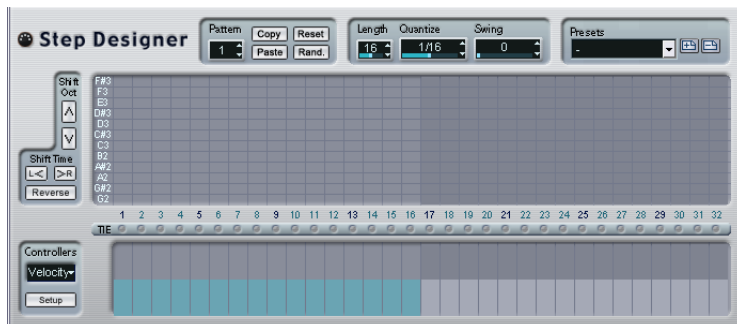 Step Designer
Pattern
1
Copy
Reset
Paste
Rand.
Length
16
Quantize
1/16
Swing
0
Presets
-
Shift
Oct
Shift Time
L<
>R
Reverse
F#3
F3
E3
D#3
D3
C#3
C3
B2
A#2
A2
G#2
G2
1 2 3 4 5 6 7 8 9 10 11 12 13 14 15 16 17 18 19 20 21 22 23 24 25 26 27 28 29 30 31 32
TIE
Controllers
Velocity
Setup